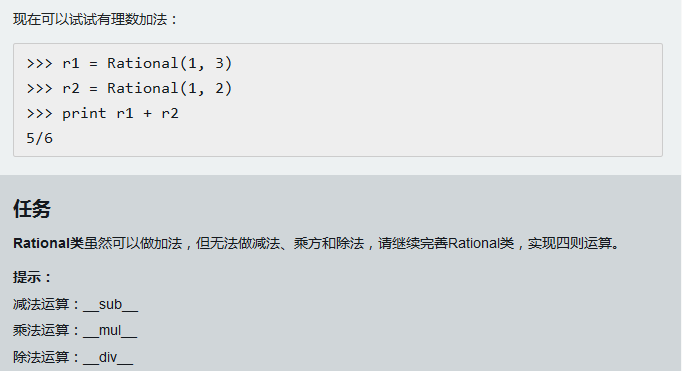 现在可以试试有理数加法：
>>> r1 = Rational(1, 3)
>>> r2 = Rational(1, 2)
>>> print r1 + r2
5/6
任务
Rational类虽然可以做加法，但无法做减法、乘方和除法，请继续完善Rational类，实现四则运算。
提示：
减法运算：__sub__
乘法运算：__mul__
除法运算：__div__